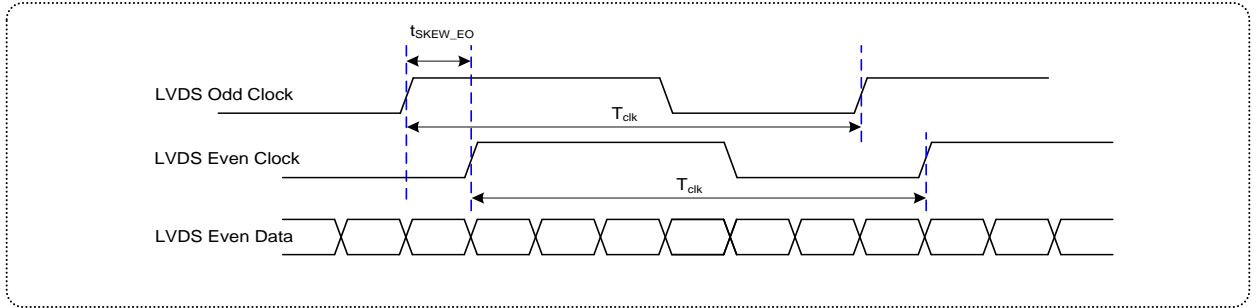 tSKEW_EO
LVDS Odd Clock
Tclk
LVDS Even Clock
Tclk
LVDS Even Data